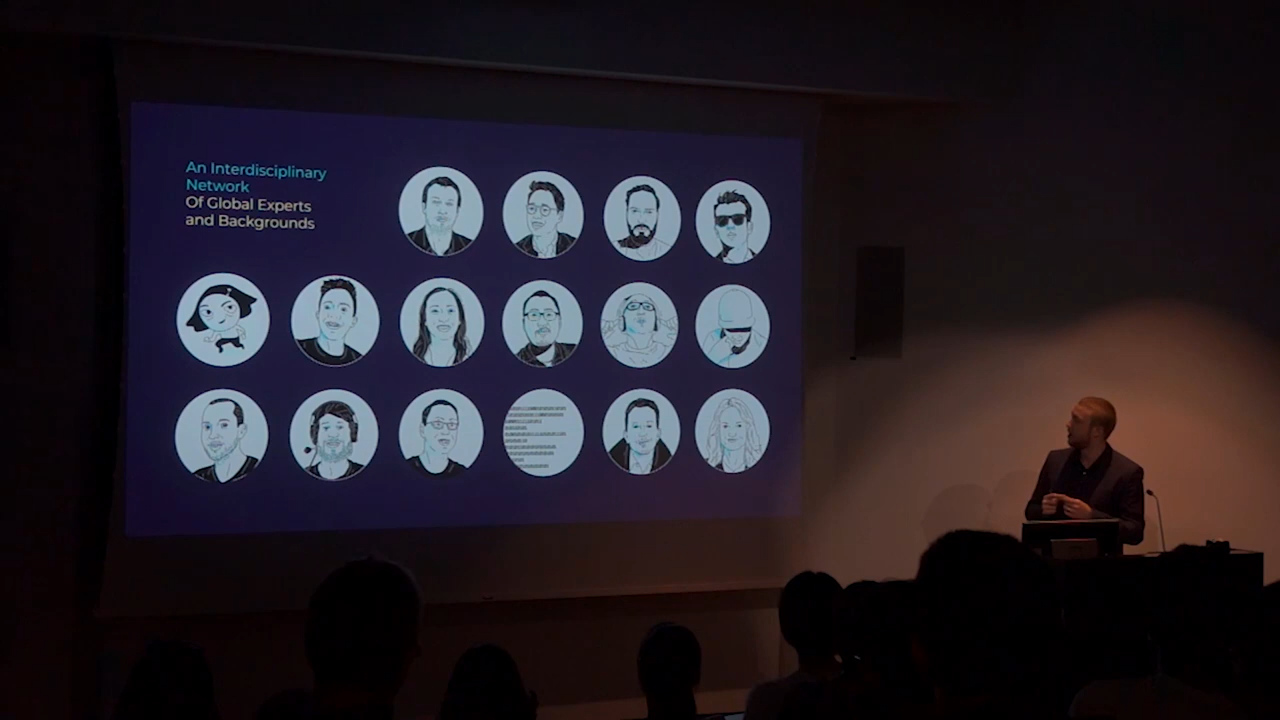 An Interdisciplinary
Network
Of Global Experts
and Backgrounds